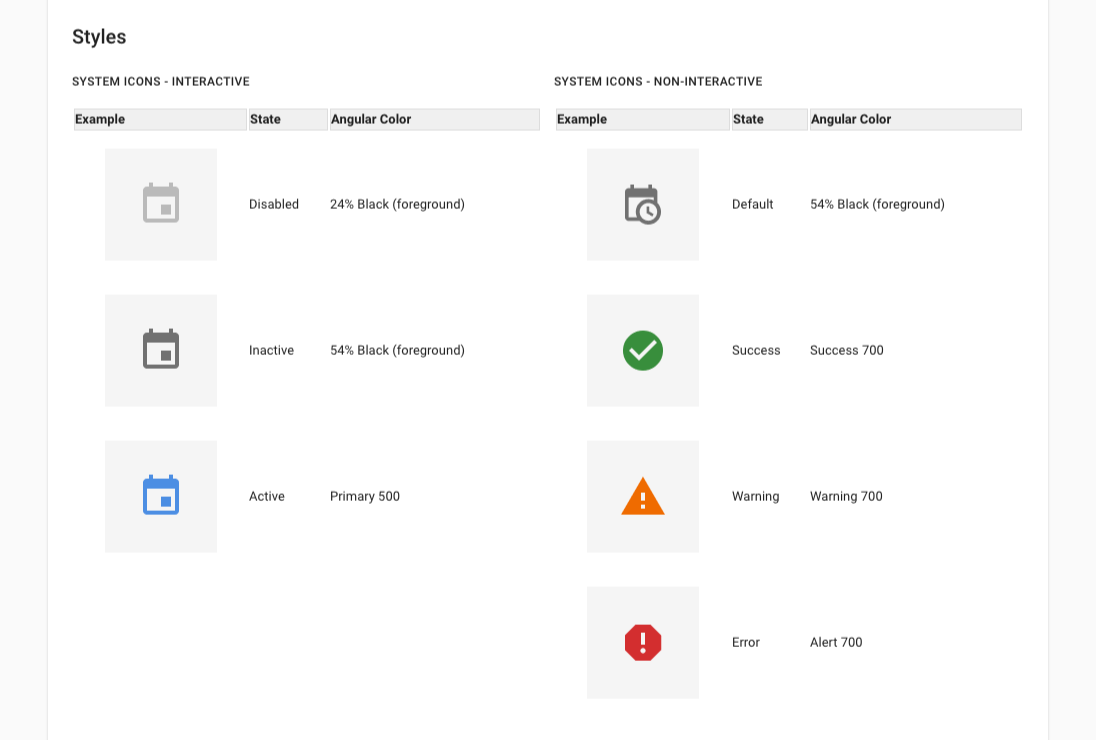 Styles
SYSTEM ICONS - INTERACTIVE
Example State Angular Color
Disabled 24% Black (foreground)
Inactive 54% Black (foreground)
Active Primary 500
SYSTEM ICONS - NON-INTERACTIVE
Example State Angular Color
Default 54% Black (foreground)
Success Success 700
Warning Warning 700
Error Alert 700